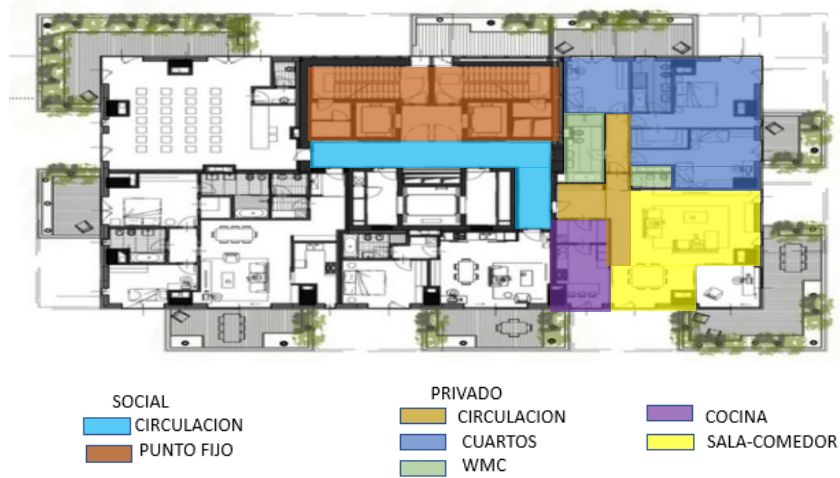 SOCIAL
CIRCULACION
PUNTO FIJO
PRIVADO
CIRCULACION
CUARTOS
WMC
COCINA
SALA-COMEDOR